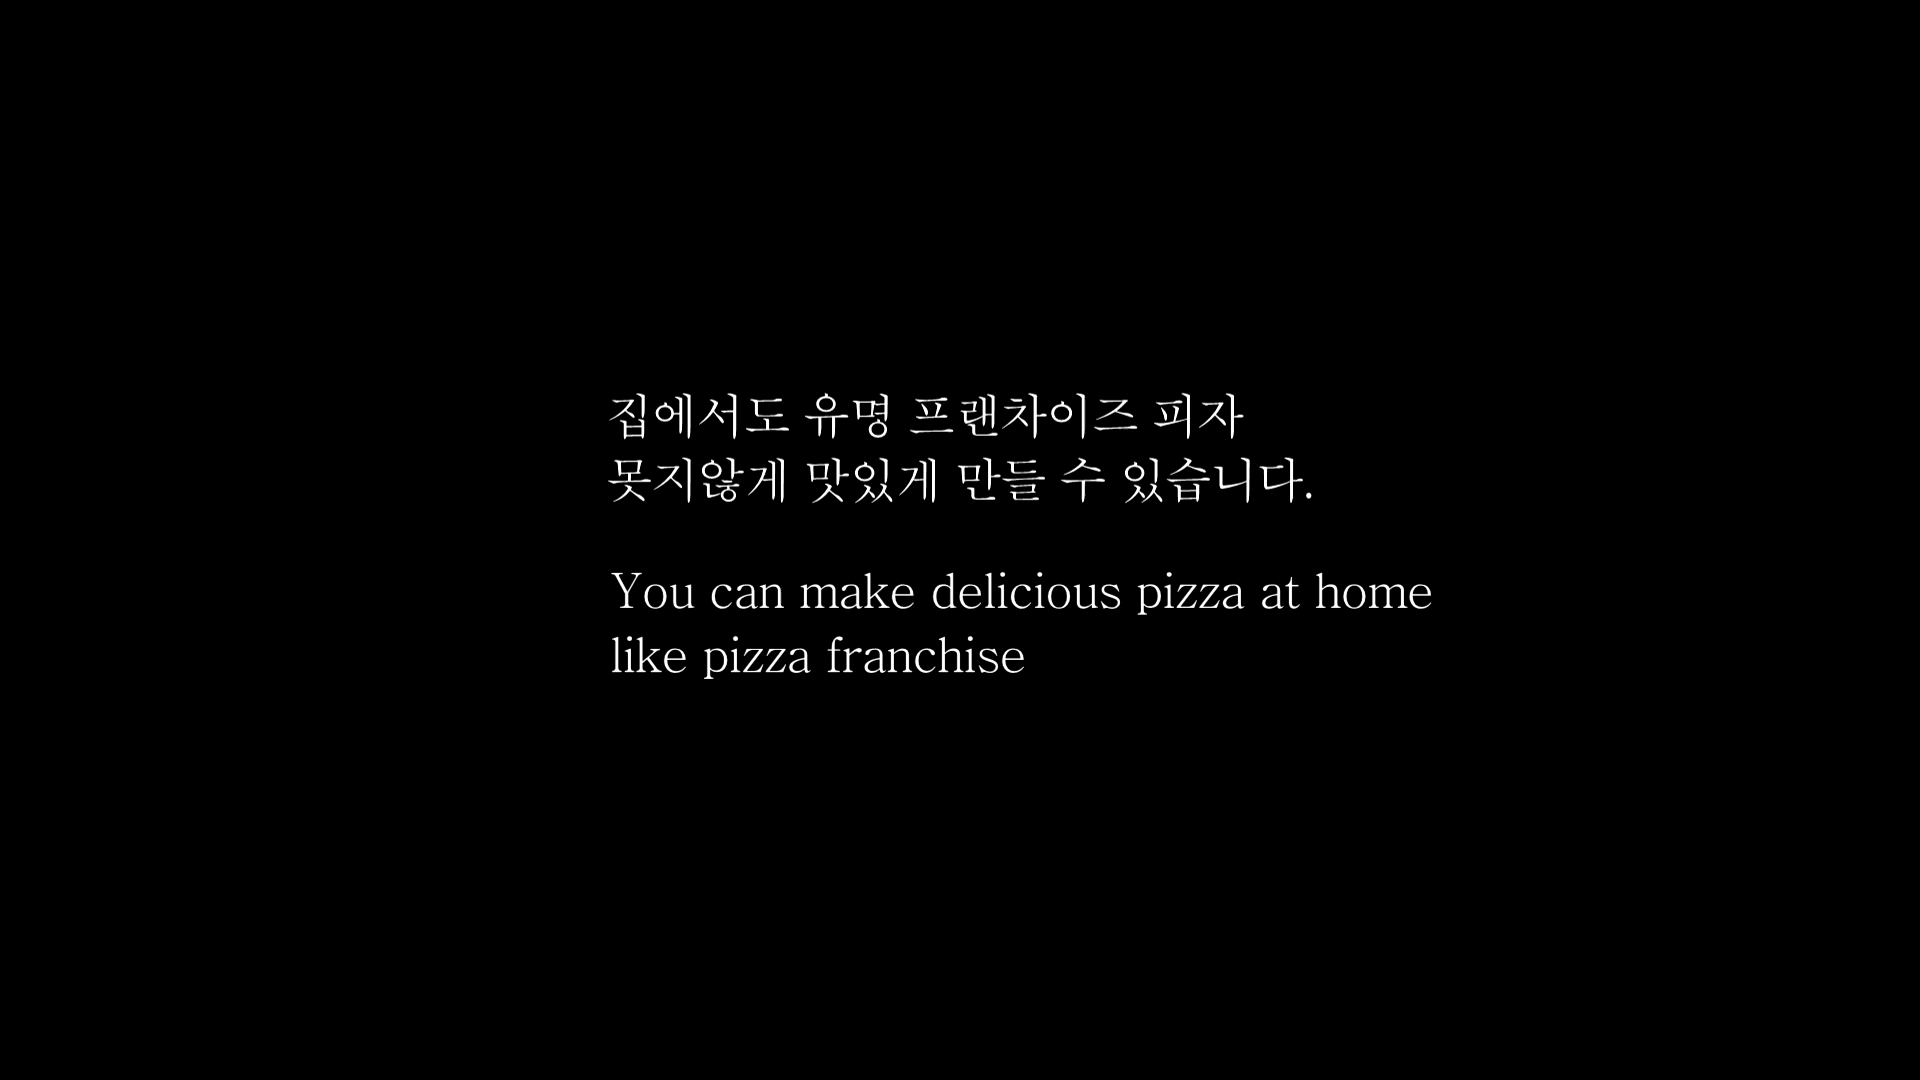 집에서도 유명 프랜차이즈 피자
못지않게 맛있게 만들 수 있습니다.
You can make delicious pizza at home
like pizza franchise